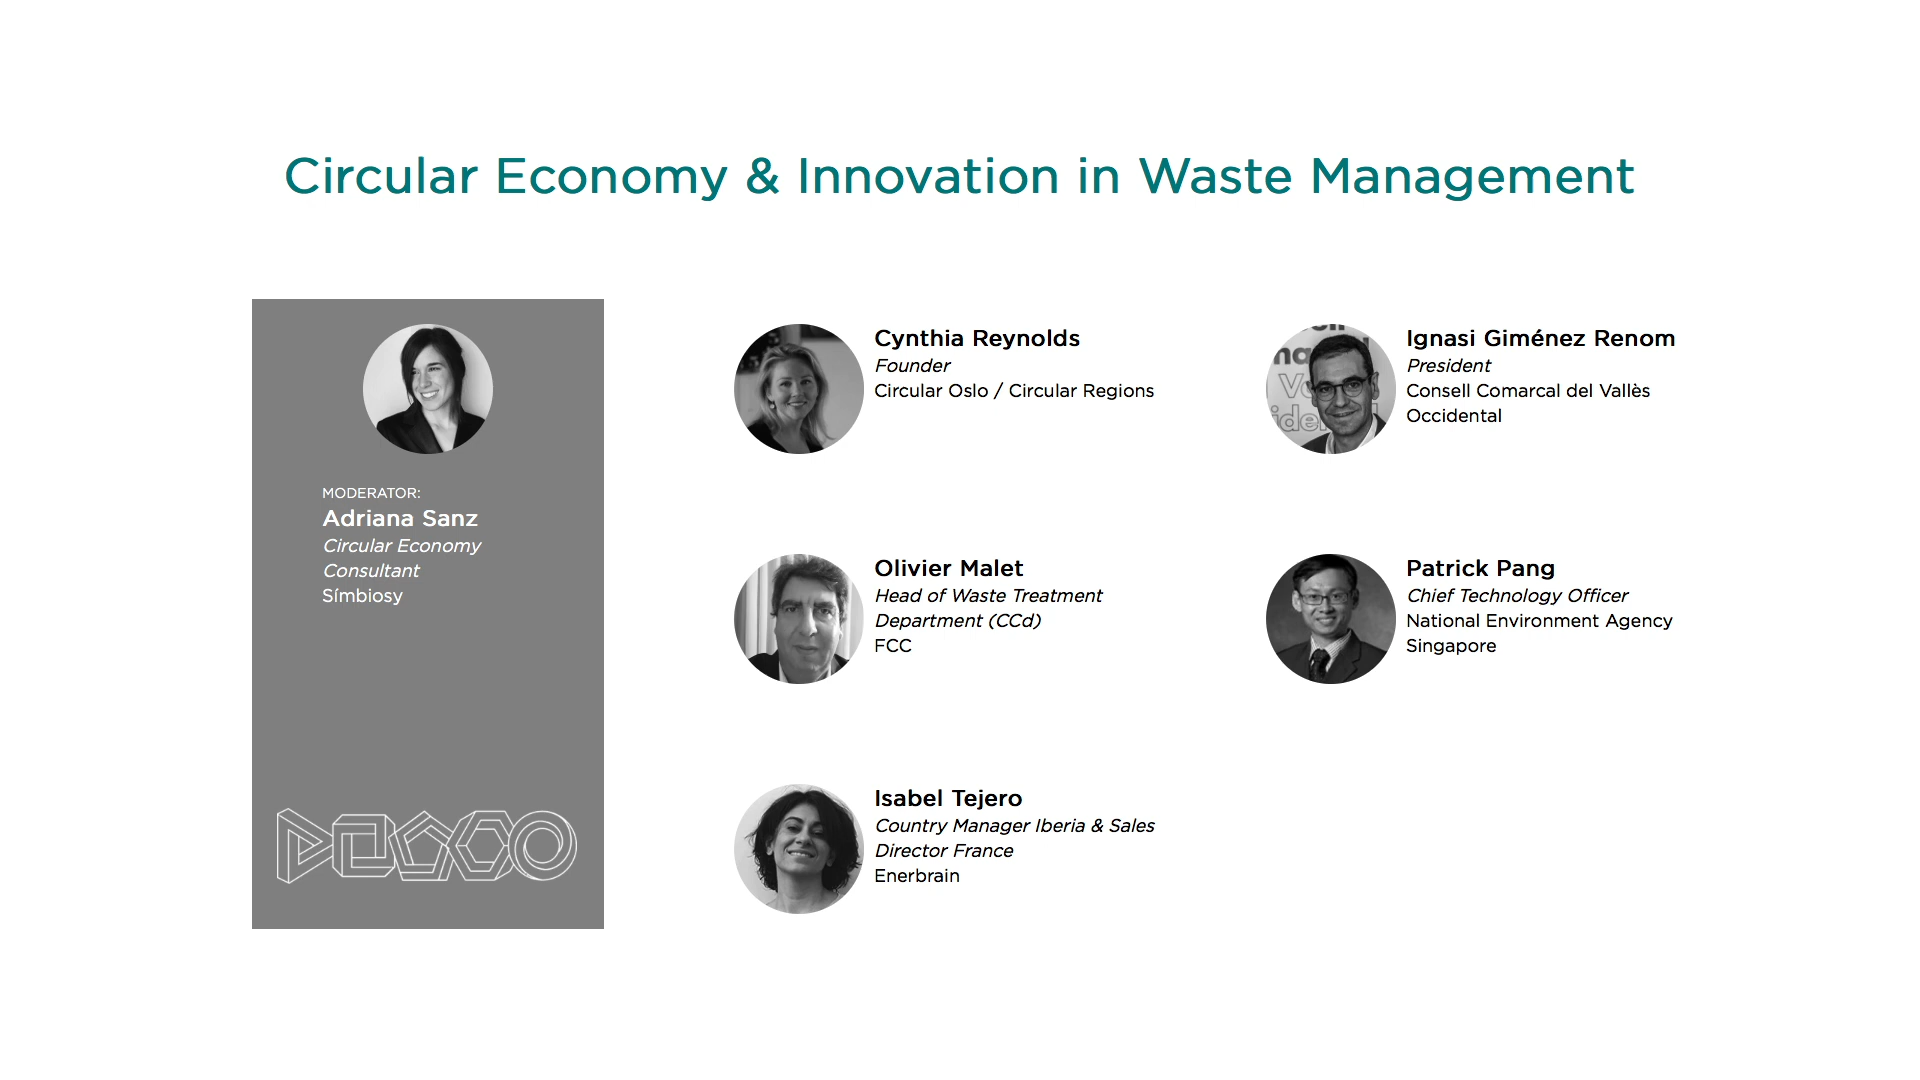 Circular Economy & Innovation in Waste Management
MODERATOR:
Adriana Sanz
Circular Economy
Consultant
Símbiosy
Cynthia Reynolds
Founder
Circular Oslo / Circular Regions
Ignasi Giménez Renom
President
Consell Comarcal del Vallès
Occidental
Olivier Malet
Head of Waste Treatment
Department (CCd)
FCC
Patrick Pang
Chief Technology Officer
National Environment Agency
Singapore
Isabel Tejero
Country Manager Iberia & Sales
Director France
Enerbrain